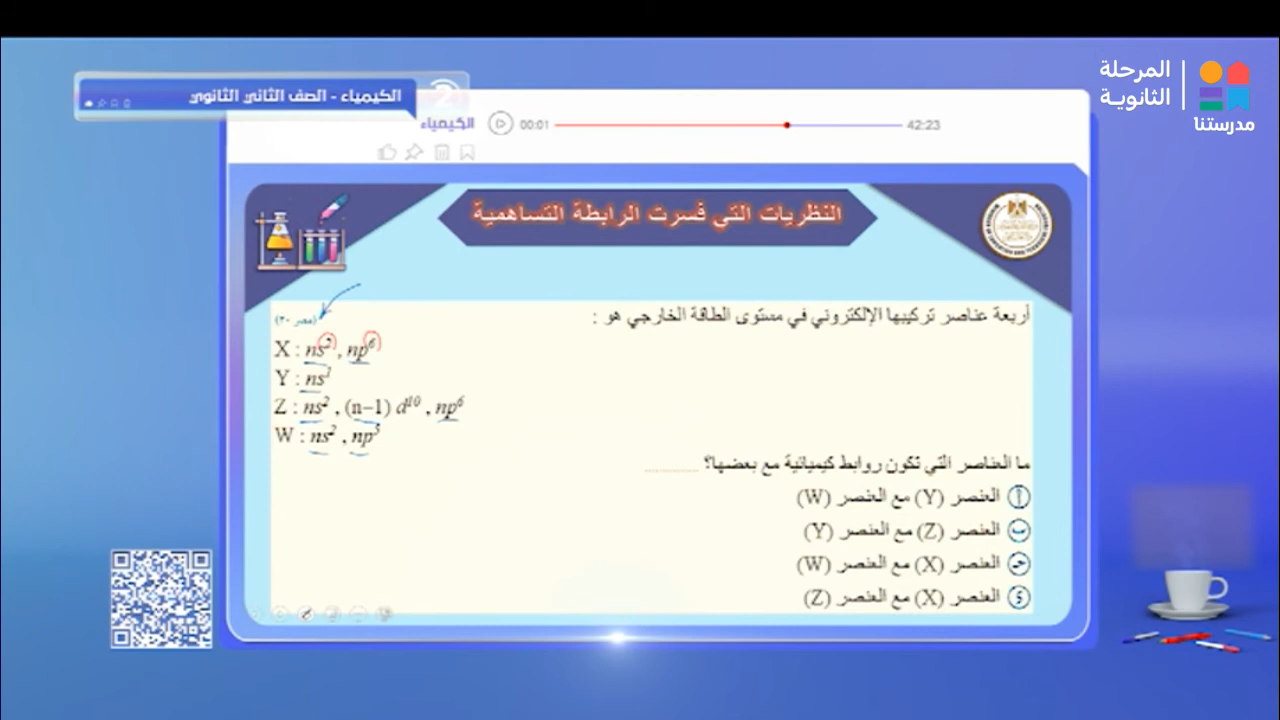 المرحلة
الثانوية
مدرستنا
الكيمياء - الصف الثاني الثانوي
الكيمياء
00:01
42:23
النظريات التي فسرت الرابطة التساهمية
أربعة عناصر تركيبها الإلكتروني في مستوى الطاقة الخارجي هو :
X : ns², np⁶
Y : ns¹
Z : ns², (n-1) d¹⁰, np⁶
W : ns², np⁵
ما العناصر التي تكون روابط كيميائية مع بعضها؟ ............
أ العنصر (Y) مع العنصر (W)
ب العنصر (Z) مع العنصر (Y)
جـ العنصر (X) مع العنصر (W)
د العنصر (X) مع العنصر (Z)